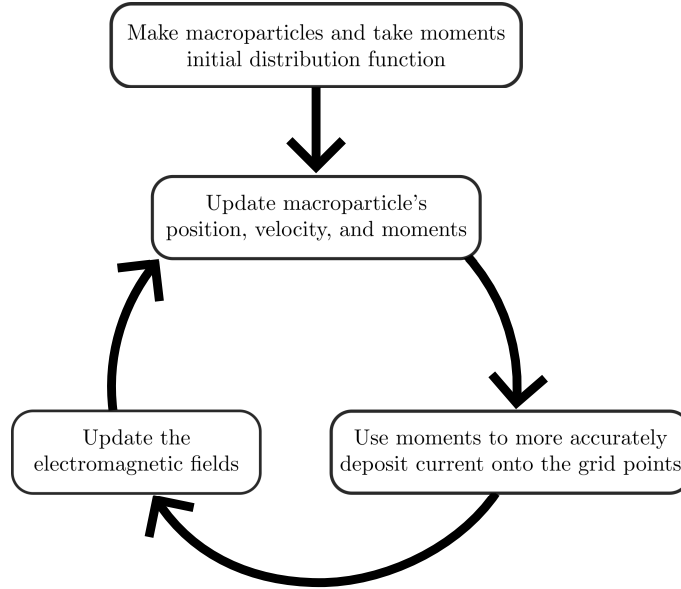 Make macroparticles and take moments
initial distribution function
Update macroparticle's
position, velocity, and moments
Use moments to more accurately
deposit current onto the grid points
Update the
electromagnetic fields